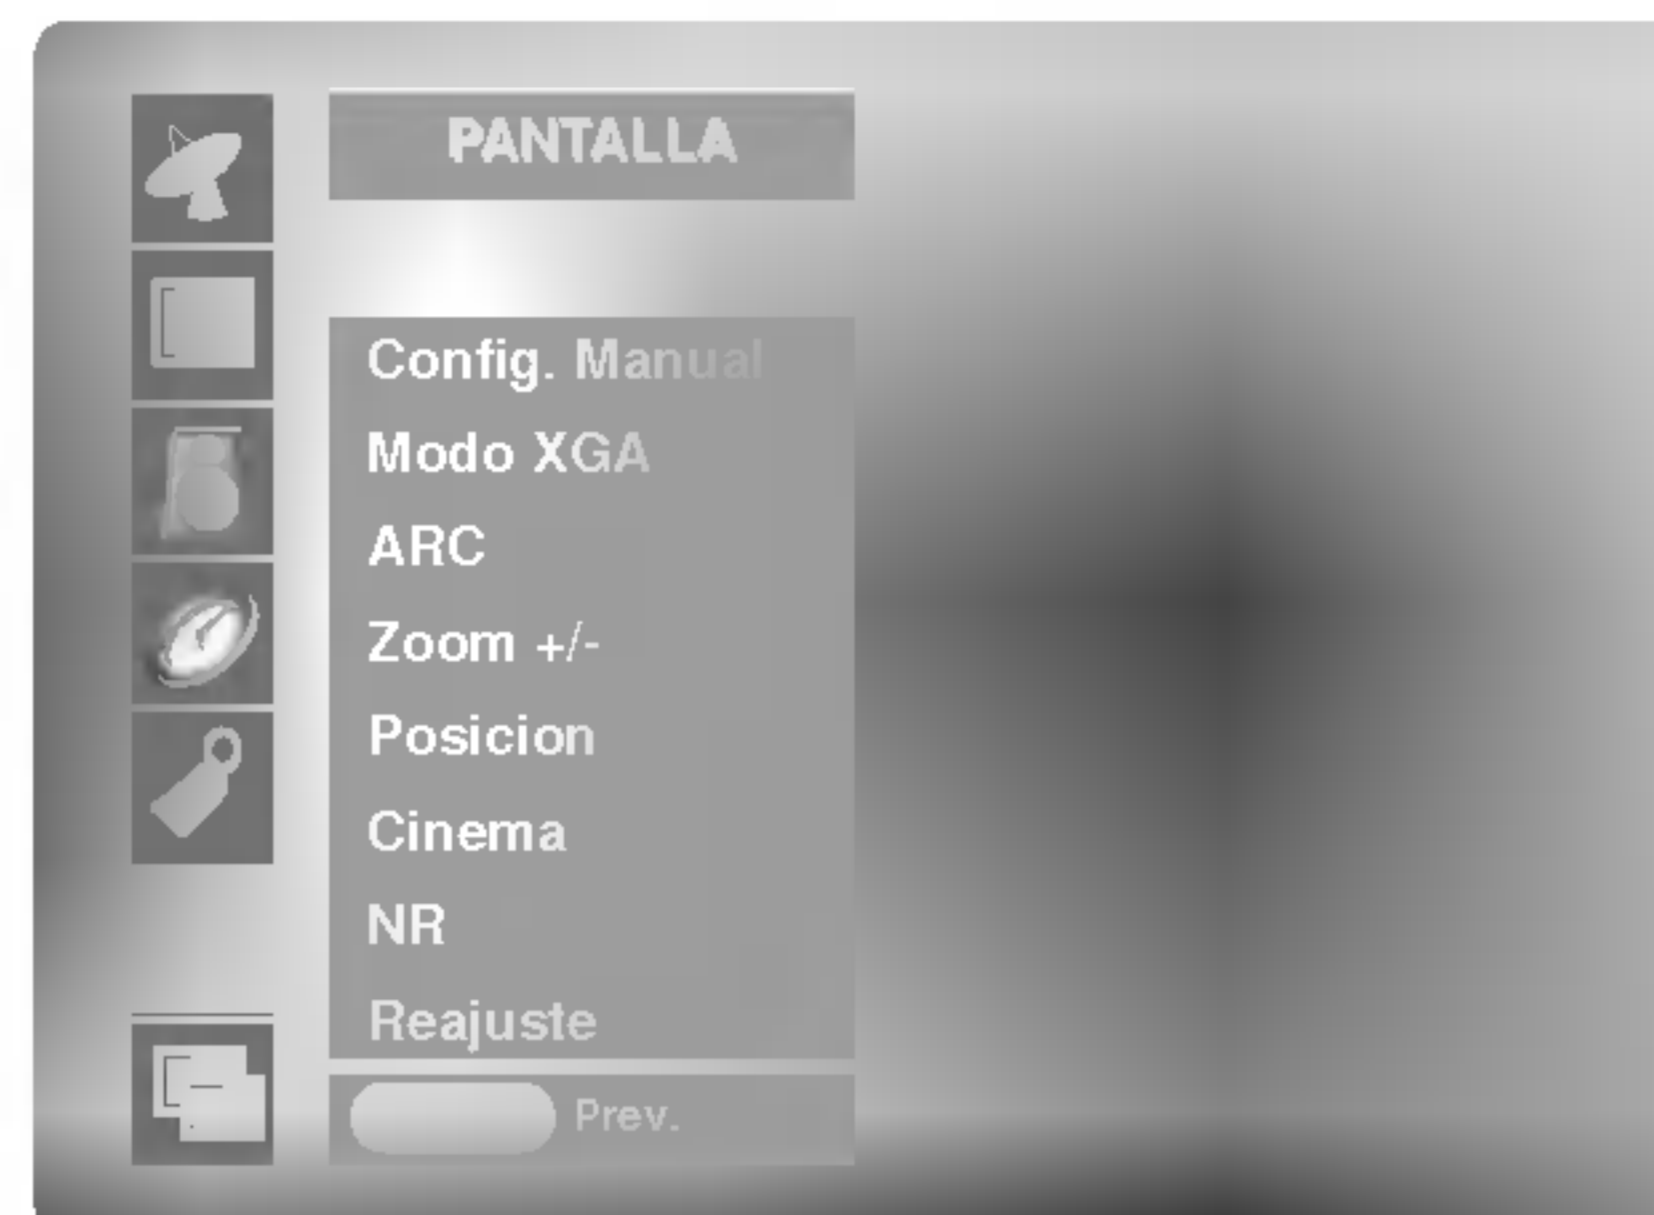 PANTALLA
Config. Manual
Modo XGA
ARC
Zoom +/-
Posicion
Cinema
NR
Reajuste
Prev.